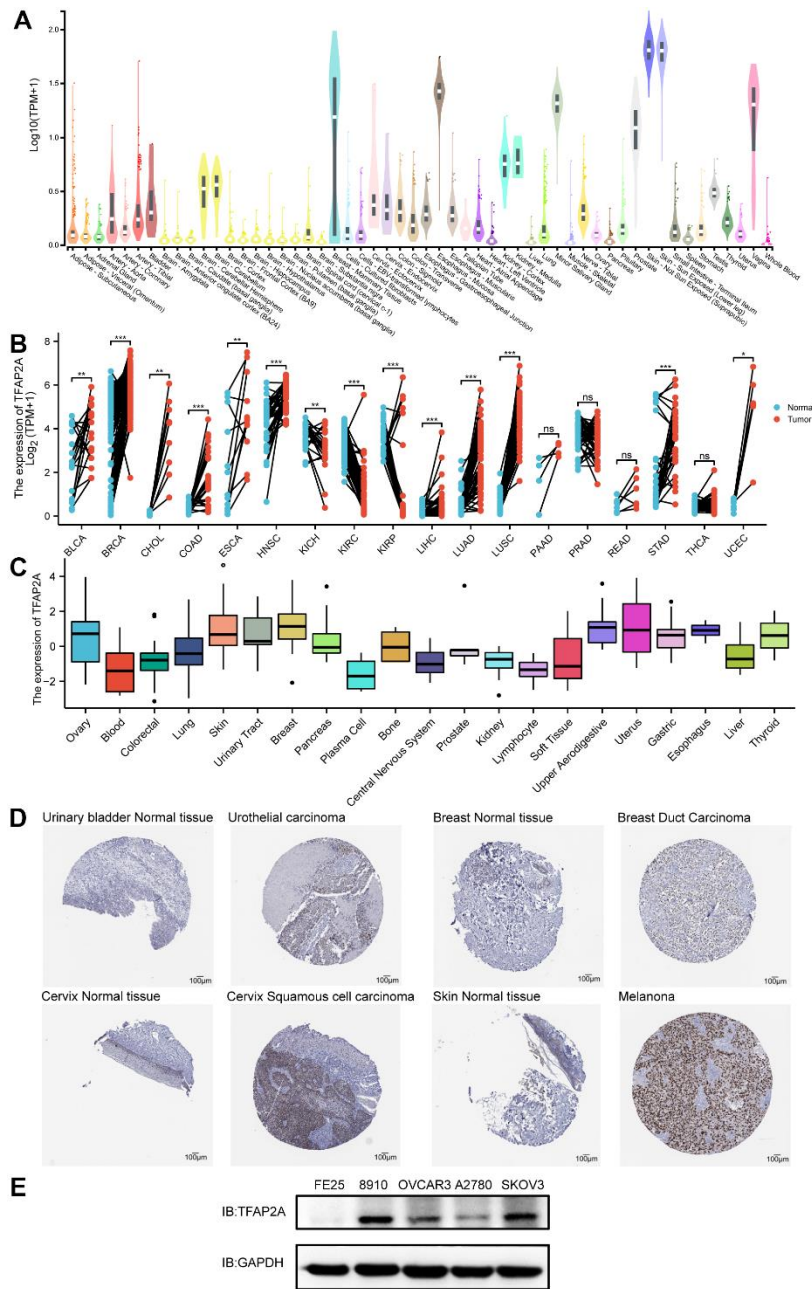 A
Log10(TPM+1)
2.0
1.5
1.0
0.5
0.0
Adipose - Subcutaneous
Adipose - Visceral (Omentum)
Adrenal Gland
Artery - Aorta
Artery - Coronary
Artery - Tibial
Bladder
Brain - Amygdala
Brain - Anterior cingulate cortex (BA24)
Brain - Caudate (basal ganglia)
Brain - Cerebellar Hemisphere
Brain - Cerebellum
Brain - Cortex
Brain - Frontal Cortex (BA9)
Brain - Hippocampus
Brain - Hypothalamus
Brain - Nucleus accumbens (basal ganglia)
Brain - Putamen (basal ganglia)
Brain - Spinal cord (cervical c-1)
Brain - Substantia nigra
Breast - Mammary Tissue
Cells - Cultured fibroblasts
Cells - EBV-transformed lymphocytes
Cervix - Ectocervix
Cervix - Endocervix
Colon - Sigmoid
Colon - Transverse
Esophagus - Gastroesophageal Junction
Esophagus - Mucosa
Esophagus - Muscularis
Fallopian Tube
Heart - Atrial Appendage
Heart - Left Ventricle
Kidney - Cortex
Kidney - Medulla
Liver
Lung
Minor Salivary Gland
Muscle - Skeletal
Nerve - Tibial
Ovary
Pancreas
Pituitary
Prostate
Skin - Not Sun Exposed (Suprapubic)
Skin - Sun Exposed (Lower leg)
Small Intestine - Terminal Ileum
Spleen
Stomach
Testis
Thyroid
Uterus
Vagina
Whole Blood
B
The expression of TFAP2A
Log₂ (TPM+1)
8
6
4
2
0
** *** ** *** ** *** ** *** *** *** *** *** ns ns ns *** ns *
Normal
Tumor
BLCA BRCA CHOL COAD ESCA HNSC KICH KIRC KIRP LIHC LUAD LUSC PAAD PRAD READ STAD THCA UCEC
C
The expression of TFAP2A
4
2
0
−2
Ovary
Blood
Colorectal
Lung
Skin
Urinary Tract
Breast
Pancreas
Plasma Cell
Bone
Central Nervous System
Prostate
Kidney
Lymphocyte
Soft Tissue
Upper Aerodigestive
Uterus
Gastric
Esophagus
Liver
Thyroid
D
Urinary bladder Normal tissue Urothelial carcinoma Breast Normal tissue Breast Duct Carcinoma
100μm 100μm 100μm 100μm
Cervix Normal tissue Cervix Squamous cell carcinoma Skin Normal tissue Melanona
100μm 100μm 100μm 100μm
E
FE25 8910 OVCAR3 A2780 SKOV3
IB:TFAP2A
IB:GAPDH